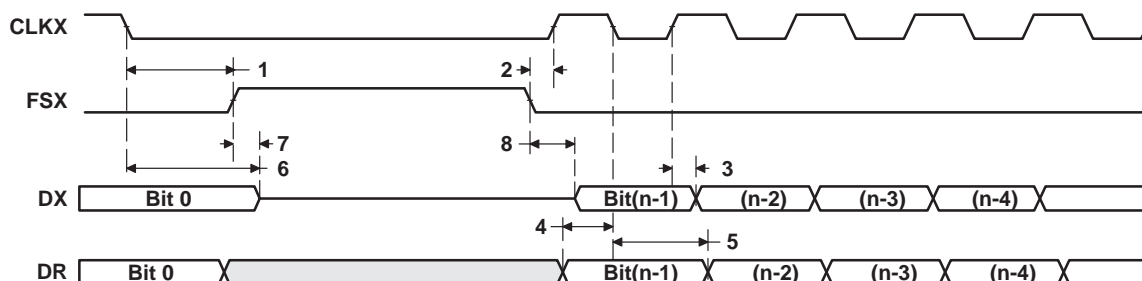 CLKX
1 2
FSX
7 8
6 3
DX Bit 0 Bit(n-1) (n-2) (n-3) (n-4)
4 5
DR Bit 0 Bit(n-1) (n-2) (n-3) (n-4)